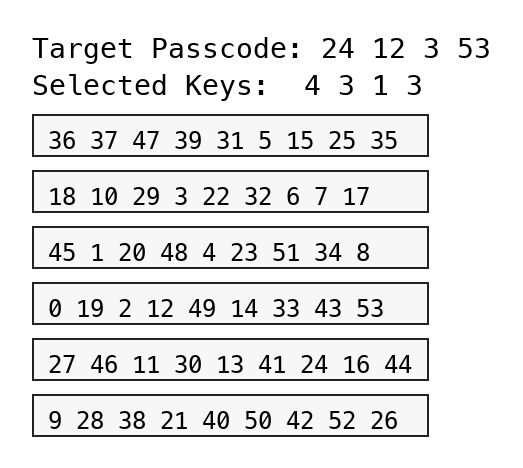 Target Passcode: 24 12 3 53
Selected Keys: 4 3 1 3
36 37 47 39 31 5 15 25 35
18 10 29 3 22 32 6 7 17
45 1 20 48 4 23 51 34 8
0 19 2 12 49 14 33 43 53
27 46 11 30 13 41 24 16 44
9 28 38 21 40 50 42 52 26